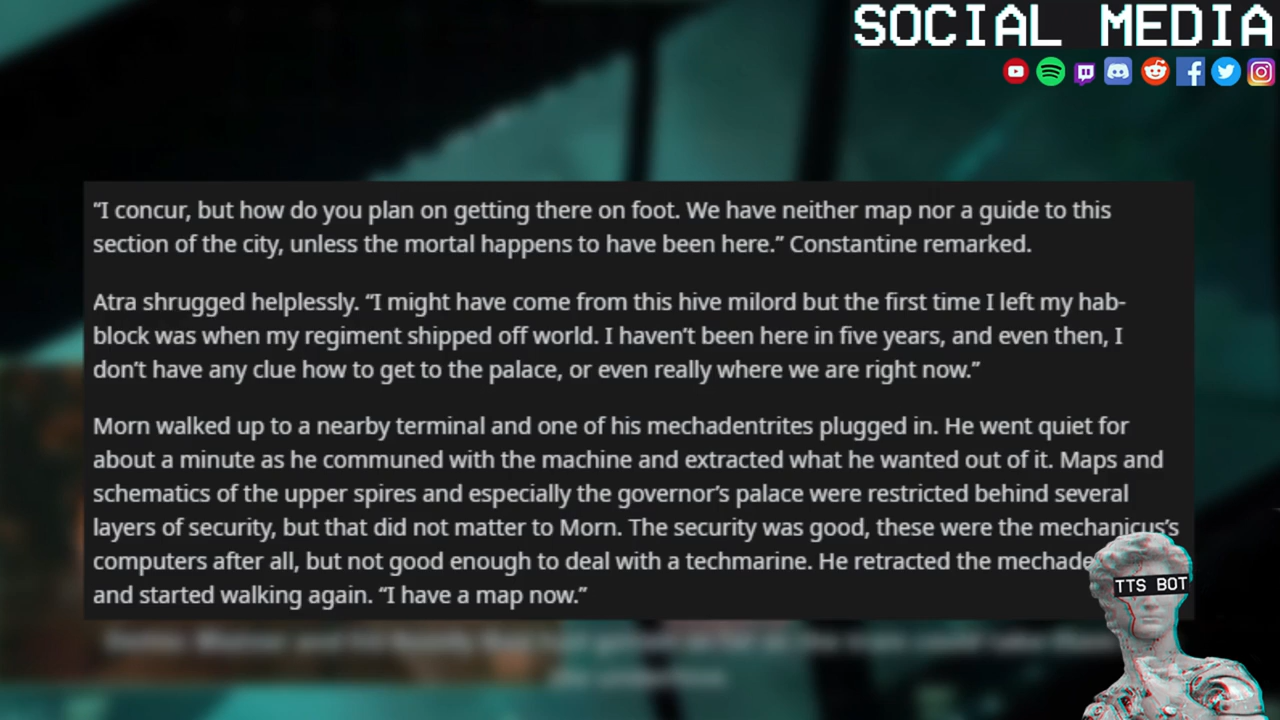 SOCIAL MEDIA
“I concur, but how do you plan on getting there on foot. We have neither map nor a guide to this
section of the city, unless the mortal happens to have been here.” Constantine remarked.
Atra shrugged helplessly. “I might have come from this hive milord but the first time I left my hab-
block was when my regiment shipped off world. I haven’t been here in five years, and even then, I
don’t have any clue how to get to the palace, or even really where we are right now.”
Morn walked up to a nearby terminal and one of his mechadentrites plugged in. He went quiet for
about a minute as he communed with the machine and extracted what he wanted out of it. Maps and
schematics of the upper spires and especially the governor’s palace were restricted behind several
layers of security, but that did not matter to Morn. The security was good, these were the mechanicus’s
computers after all, but not good enough to deal with a techmarine. He retracted the
and started walking again. “I have a map now.”
TTS BOT